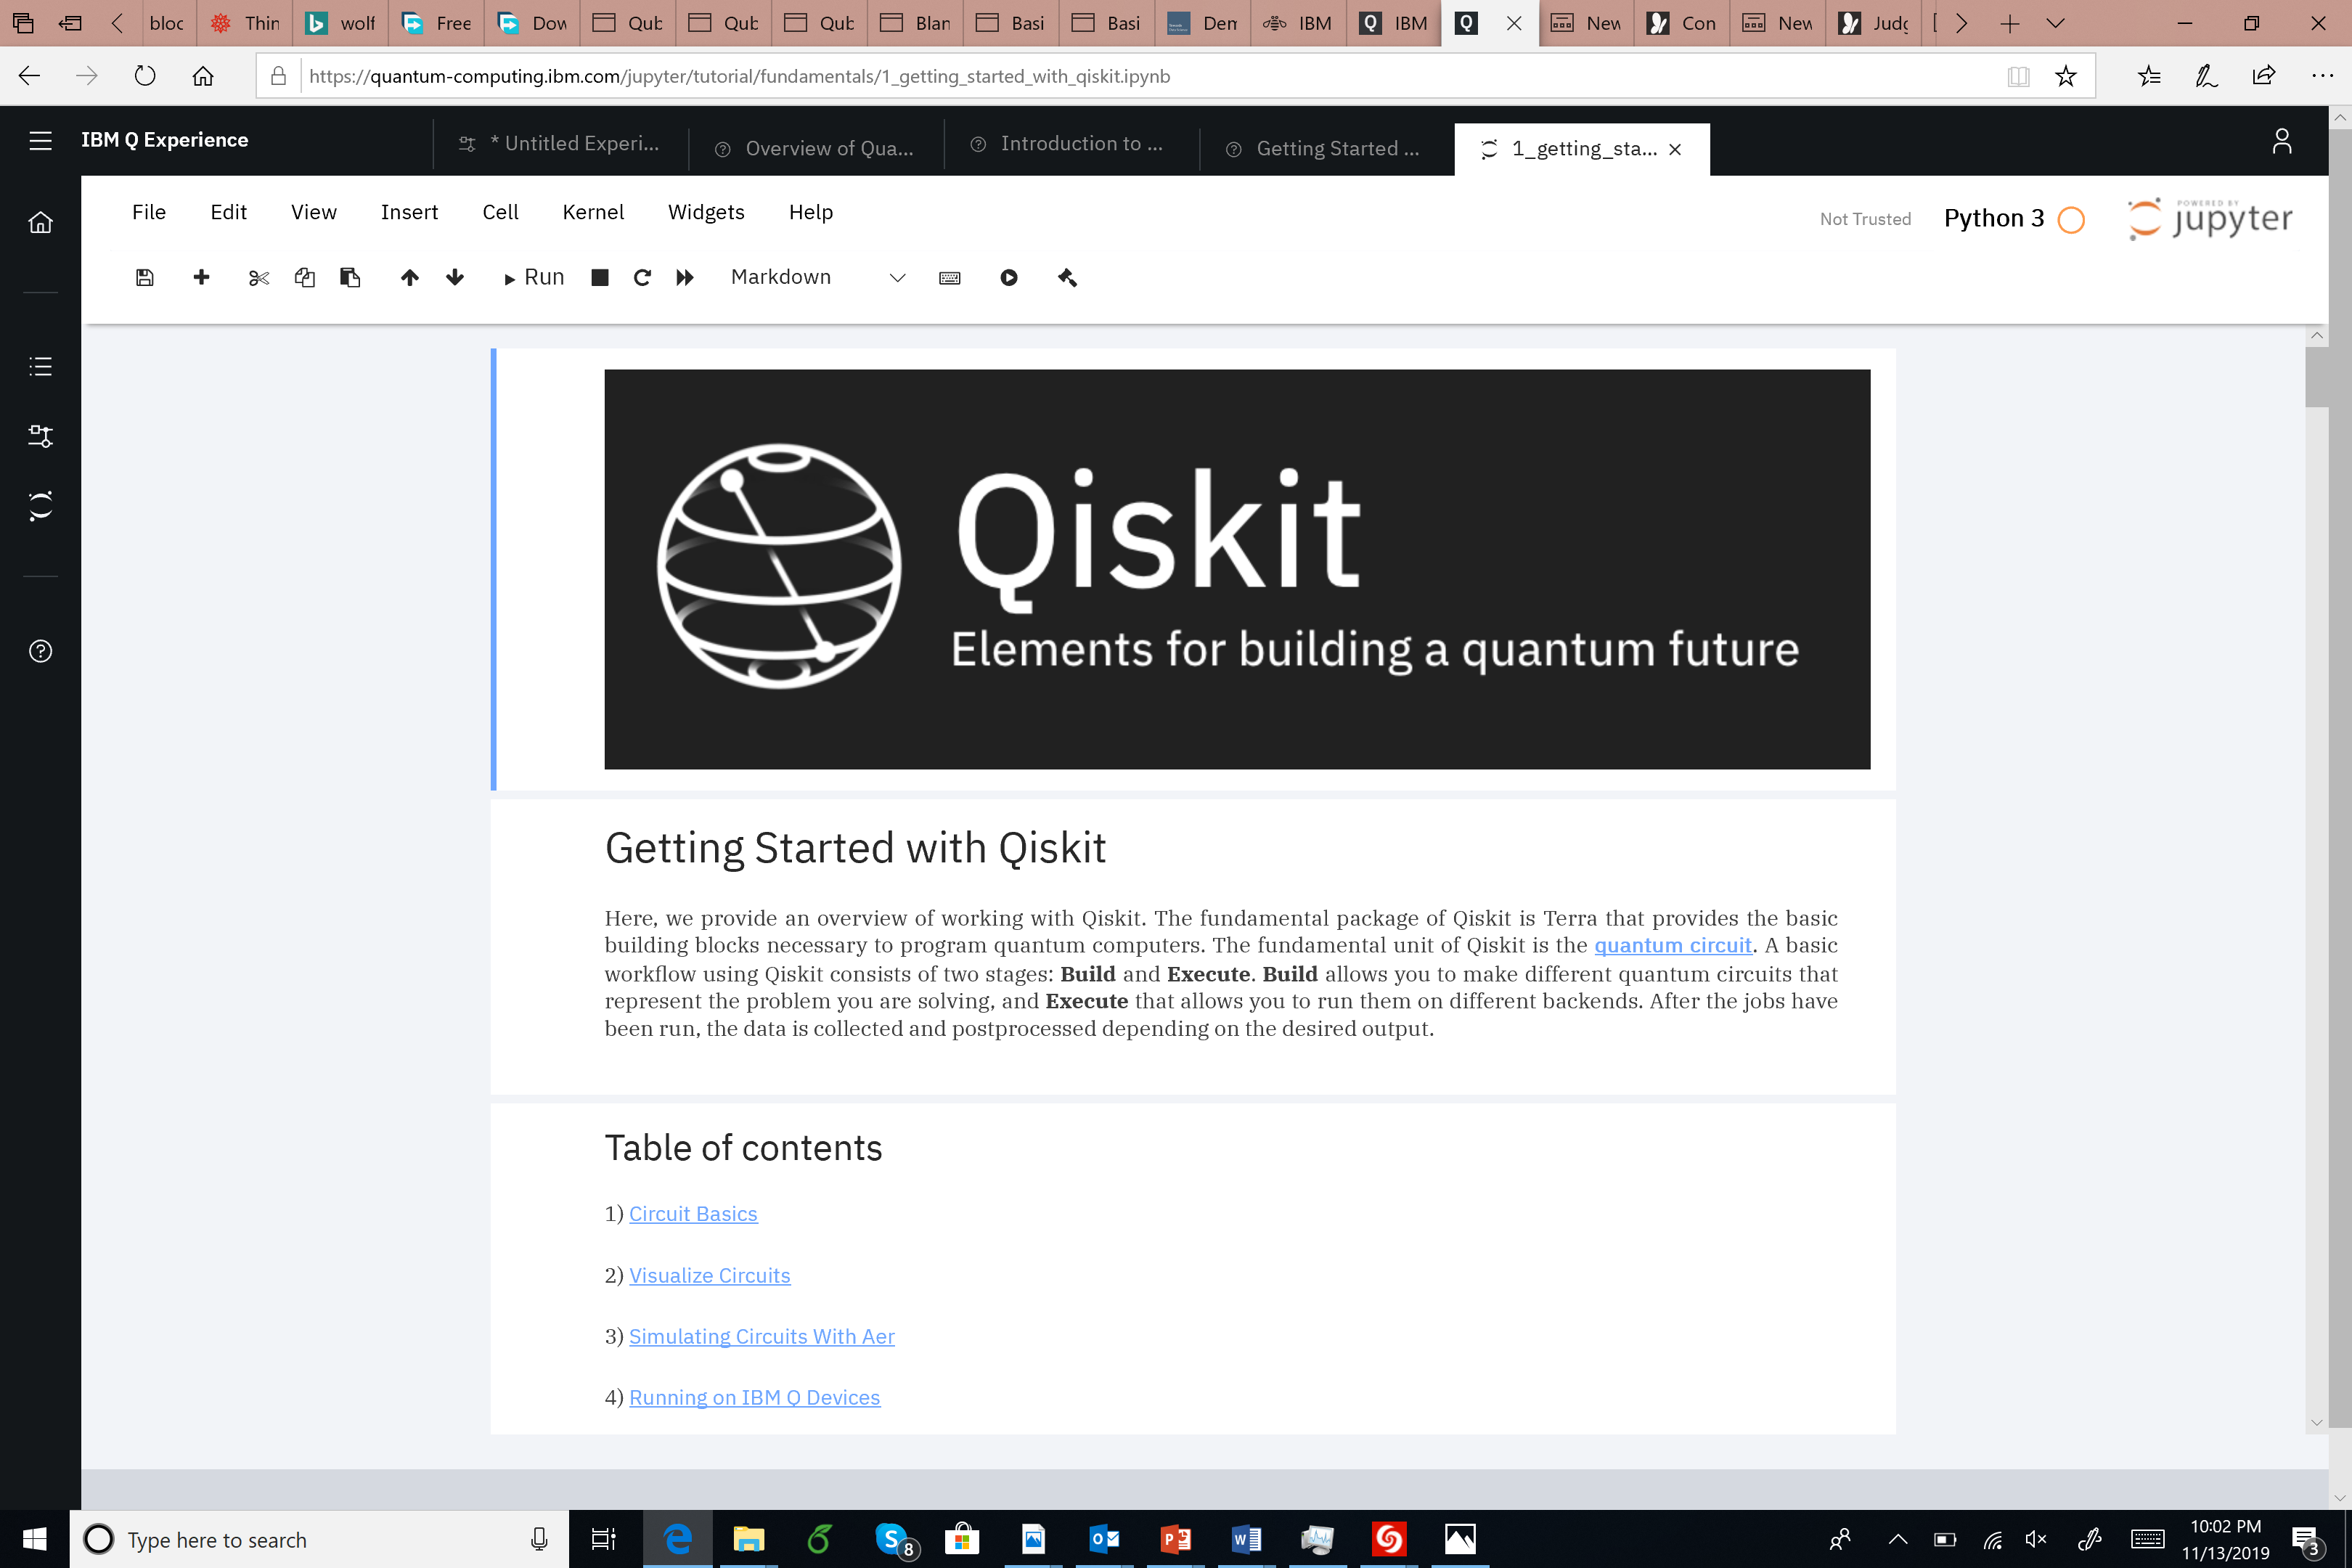 bloc
Thin
wolf
Free
Dov
Qub
Qub
Qub
Blan
Basi
Basi
Den
IBM
IBM
New
Con
New
Judg
https://quantum-computing.ibm.com/jupyter/tutorial/fundamentals/1_getting_started_with_qiskit.ipynb
IBM Q Experience
* Untitled Experi...
Overview of Qua...
Introduction to ...
Getting Started ...
1_getting_sta...
File Edit View Insert Cell Kernel Widgets Help
Not Trusted
Python 3
POWERED BY
jupyter
Run
Markdown
Qiskit
Elements for building a quantum future
Getting Started with Qiskit
Here, we provide an overview of working with Qiskit. The fundamental package of Qiskit is Terra that provides the basic
building blocks necessary to program quantum computers. The fundamental unit of Qiskit is the quantum circuit. A basic
workflow using Qiskit consists of two stages: Build and Execute. Build allows you to make different quantum circuits that
represent the problem you are solving, and Execute that allows you to run them on different backends. After the jobs have
been run, the data is collected and postprocessed depending on the desired output.
Table of contents
1) Circuit Basics
2) Visualize Circuits
3) Simulating Circuits With Aer
4) Running on IBM Q Devices
Type here to search
8
10:02 PM
11/13/2019
3